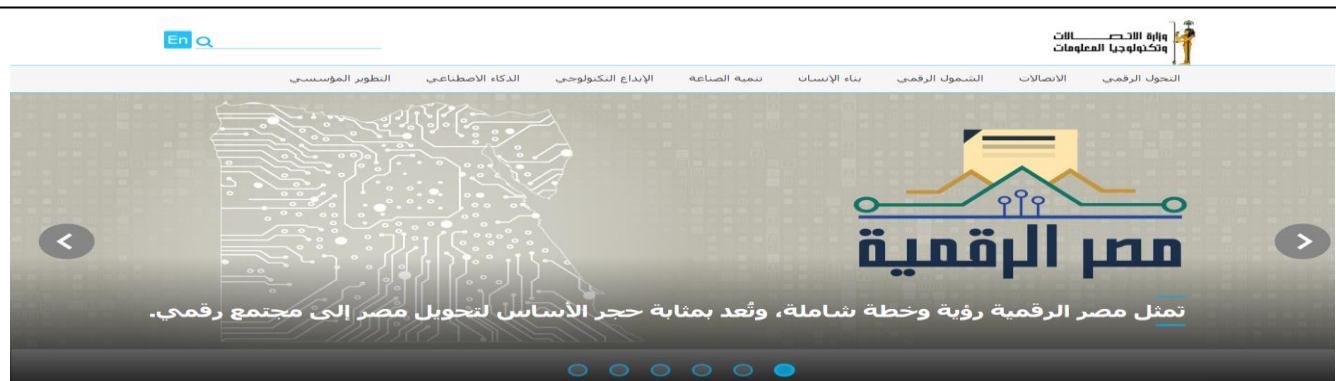 وزارة الاتصــــالات
وتكنولوجيا المعلومات
En
التحول الرقمي الاتصالات الشمول الرقمي بناء الإنسان تنمية الصناعة الإبداع التكنولوجي الذكاء الاصطناعي التطوير المؤسسي
مصر الرقمية
تمثل مصر الرقمية رؤية وخطة شاملة، وتُعد بمثابة حجر الأساس لتحويل مصر إلى مجتمع رقمي.